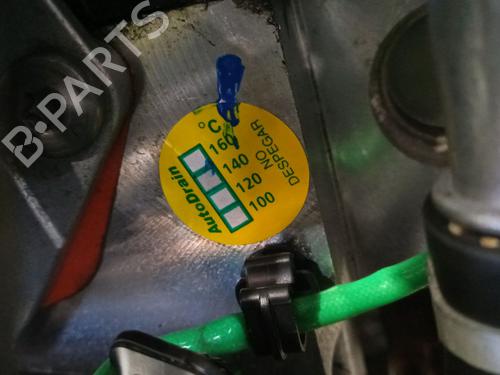 °C
160
140
120
100
NO
DESPEGAR
AutoDrain
B-PARTS